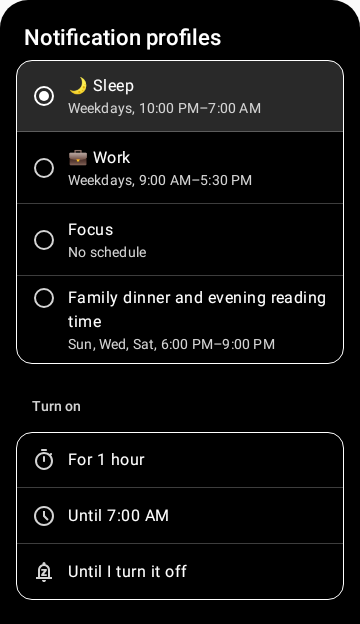 Notification profiles
🌙 Sleep
Weekdays, 10:00 PM–7:00 AM
💼 Work
Weekdays, 9:00 AM–5:30 PM
Focus
No schedule
Family dinner and evening reading
time
Sun, Wed, Sat, 6:00 PM–9:00 PM
Turn on
For 1 hour
Until 7:00 AM
Until I turn it off